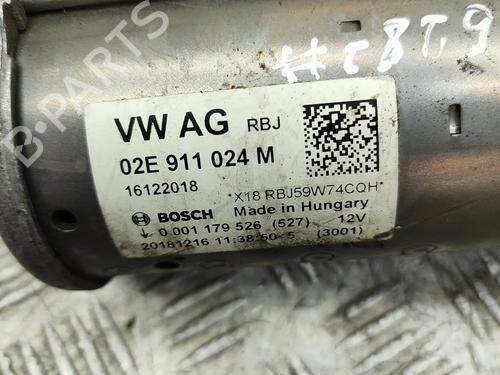 VW AG RBJ
02E 911 024 M
16122018
*X18 RBJ59W74CQH*
BOSCH Made in Hungary
0 001 179 526 (527) 12V
20181216 11:38:50 5 (3001)